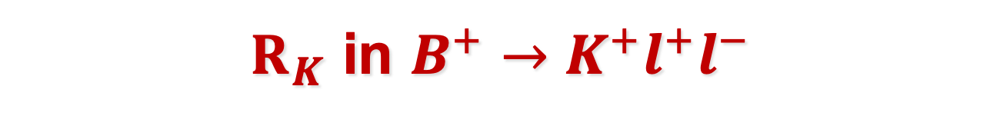 R_K in B⁺ → K⁺l⁺l⁻